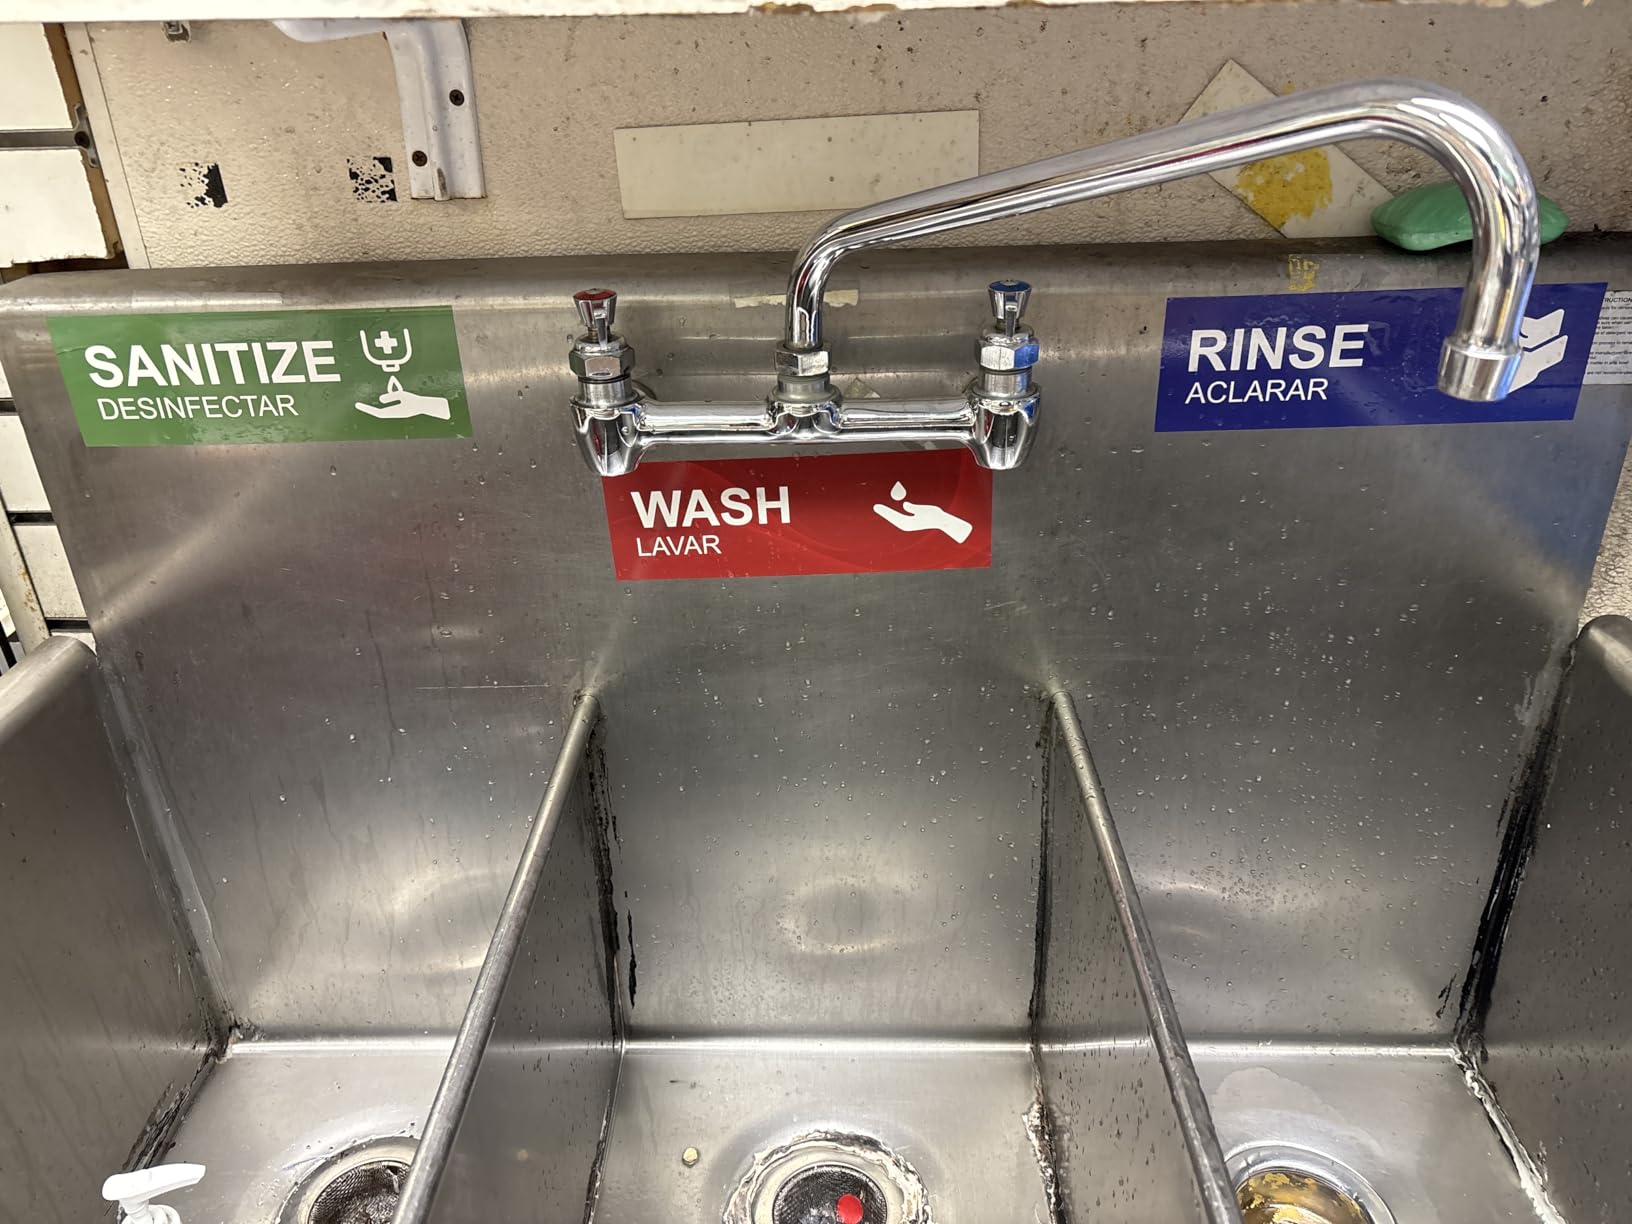 SANITIZE
DESINFECTAR
WASH
LAVAR
RINSE
ACLARAR